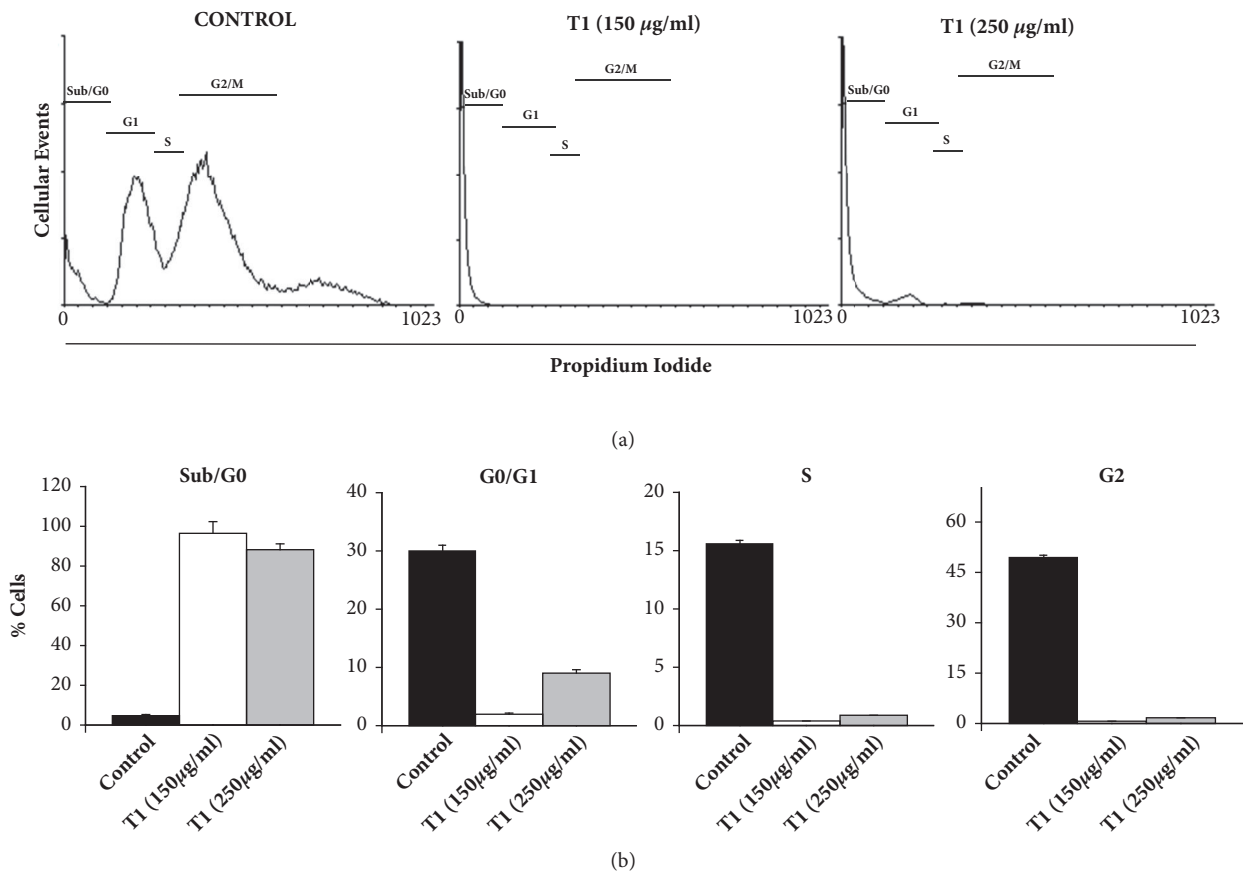 CONTROL
T1 (150 µg/ml)
T1 (250 µg/ml)
Cellular Events
Sub/G0
G1
S
G2/M
Sub/G0
G1
S
G2/M
Sub/G0
G1
S
G2/M
0
1023
0
1023
0
1023
Propidium Iodide
(a)
% Cells
Sub/G0
120
100
80
60
40
20
0
Control
T1 (150µg/ml)
T1 (250µg/ml)
G0/G1
40
30
20
10
0
Control
T1 (150µg/ml)
T1 (250µg/ml)
S
20
15
10
5
0
Control
T1 (150µg/ml)
T1 (250µg/ml)
G2
60
45
30
15
0
Control
T1 (150µg/ml)
T1 (250µg/ml)
(b)